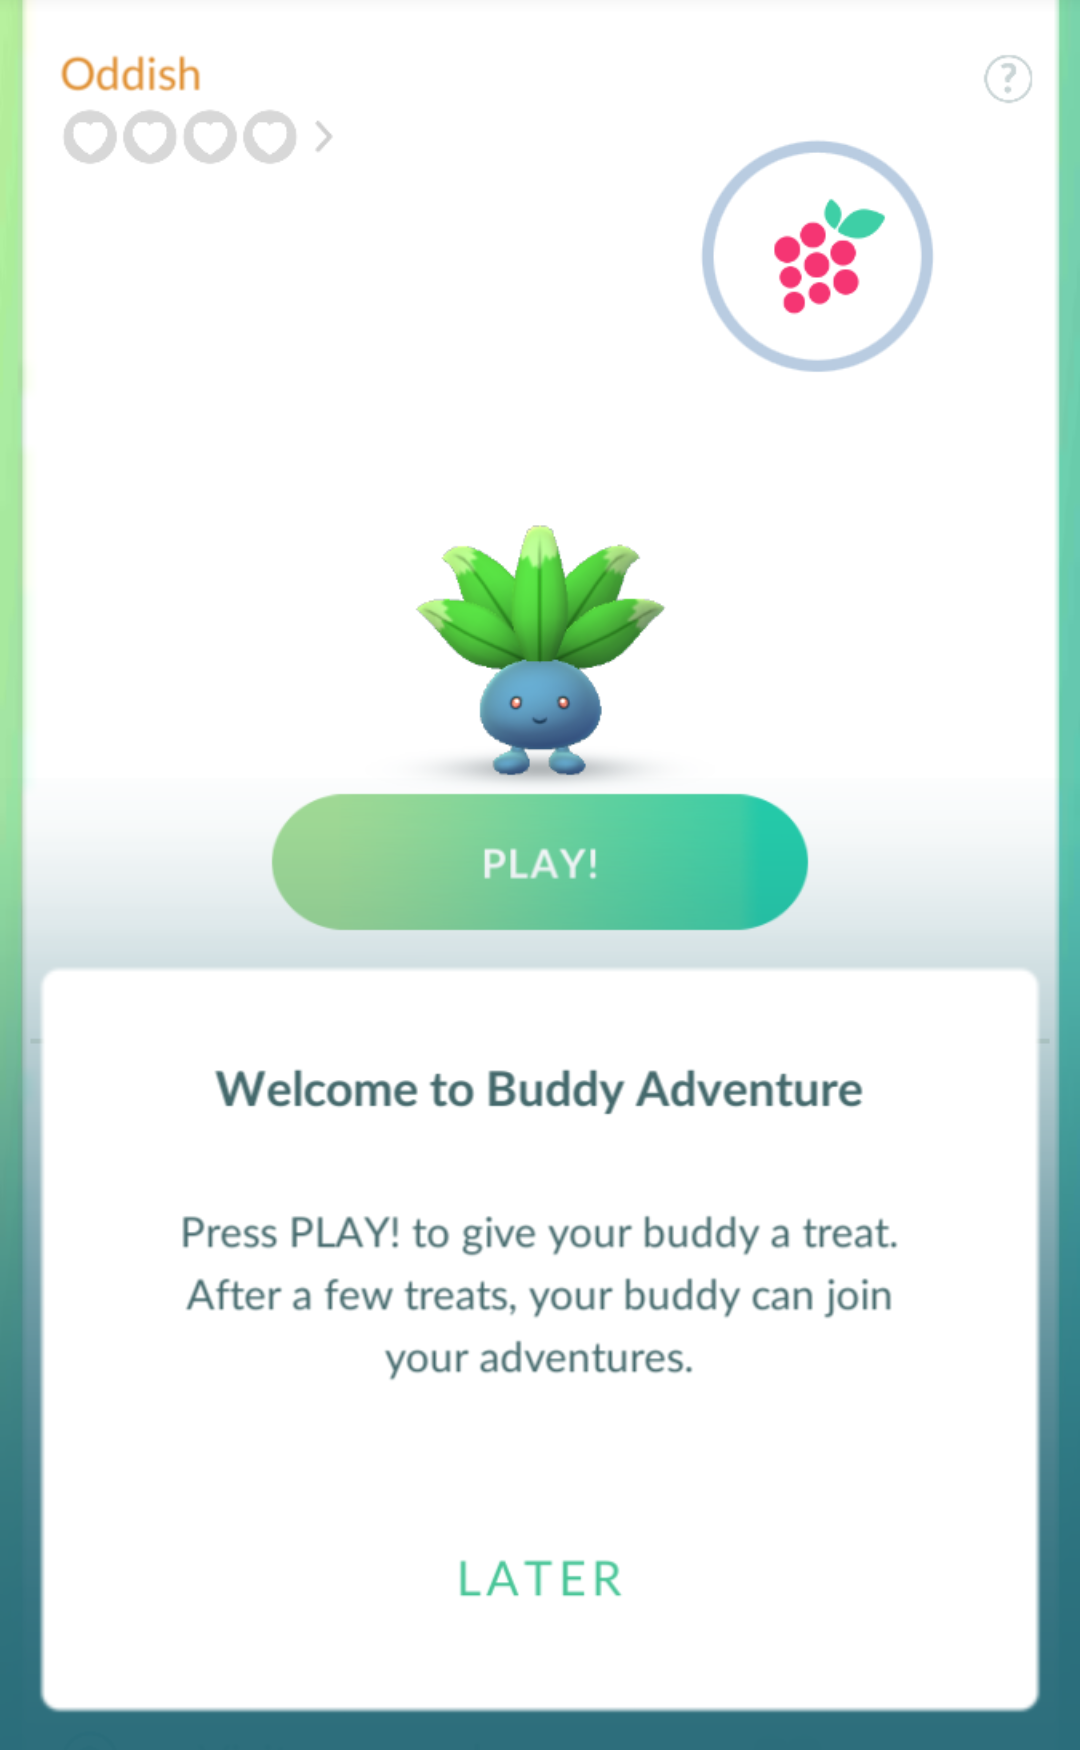 Oddish
?
PLAY!
Welcome to Buddy Adventure
Press PLAY! to give your buddy a treat.
After a few treats, your buddy can join
your adventures.
LATER